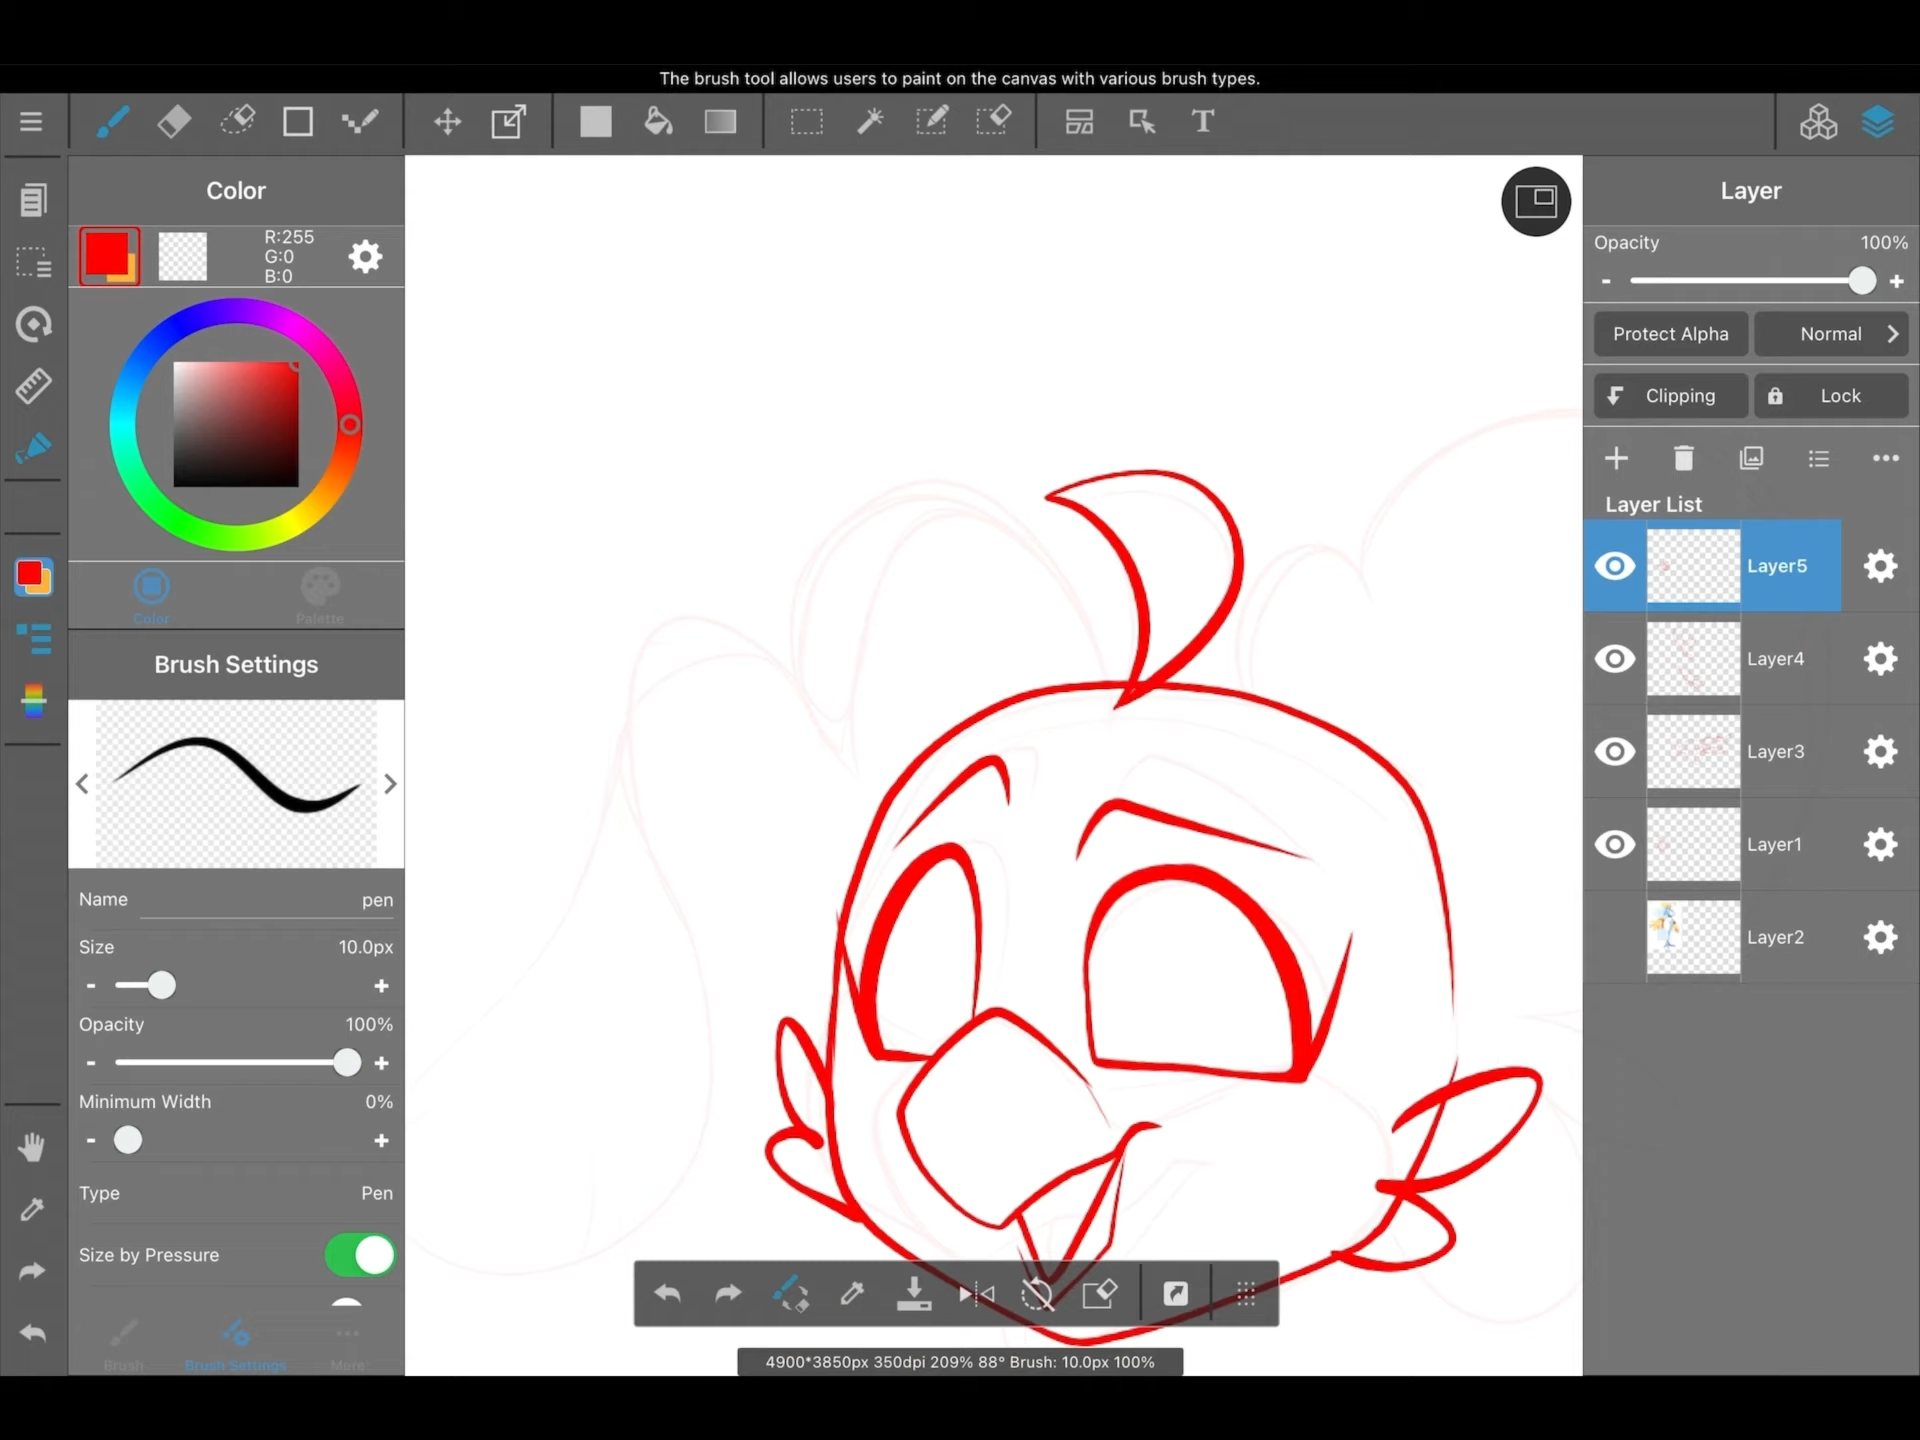 The brush tool allows users to paint on the canvas with various brush types.
T
Color
R:255
G:0
B:0
Color
Palette
Brush Settings
Name pen
Size 10.0px
- +
Opacity 100%
- +
Minimum Width 0%
- +
Type Pen
Size by Pressure
Brush
Brush Settings
More
4900*3850px 350dpi 209% 88° Brush: 10.0px 100%
Layer
Opacity 100%
- +
Protect Alpha
Normal
Clipping
Lock
Layer List
Layer5
Layer4
Layer3
Layer1
Layer2